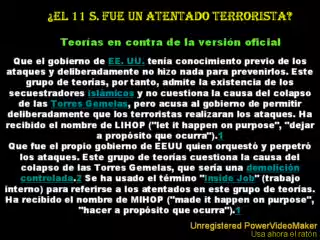 ¿EL 11 S. FUE UN ATENTADO TERRORISTA?
Teorías en contra de la versión oficial
Que el gobierno de EE. UU. tenía conocimiento previo de los
ataques y deliberadamente no hizo nada para prevenirlos. Este
grupo de teorías, por tanto, admite la existencia de los
secuestradores islámicos y no cuestiona la causa del colapso
de las Torres Gemelas, pero acusa al gobierno de permitir
deliberadamente que los terroristas realizaran los ataques. Ha
recibido el nombre de LIHOP ("let it happen on purpose", "dejar
a propósito que ocurra").1
Que fue el propio gobierno de EEUU quien orquestó y perpetró
los ataques. Este grupo de teorías cuestiona la causa del
colapso de las Torres Gemelas, que sería una demolición
controlada.2 Se ha usado el término "Inside Job" (trabajo
interno) para referirse a los atentados en este grupo de teorías.
Ha recibido el nombre de MIHOP ("made it happen on purpose",
"hacer a propósito que ocurra").1
Unregistered PowerVideoMaker
Usa ahora el ratón